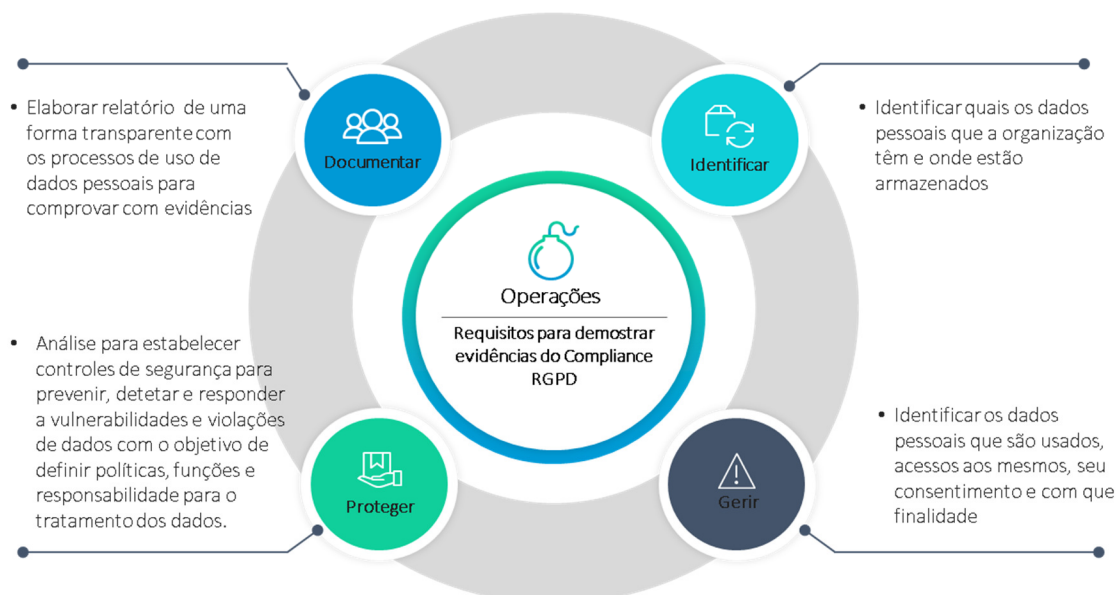 • Elaborar relatório de uma
forma transparente com
os processos de uso de
dados pessoais para
comprovar com evidências
Documentar
Identificar
• Identificar quais os dados
pessoais que a organização
têm e onde estão
armazenados
Operações
Requisitos para demostrar
evidências do Compliance
RGPD
• Análise para estabelecer
controles de segurança para
prevenir, detetar e responder
a vulnerabilidades e violações
de dados com o objetivo de
definir políticas, funções e
responsabilidade para o
tratamento dos dados.
Proteger
Gerir
• Identificar os dados
pessoais que são usados,
acessos aos mesmos, seu
consentimento e com que
finalidade